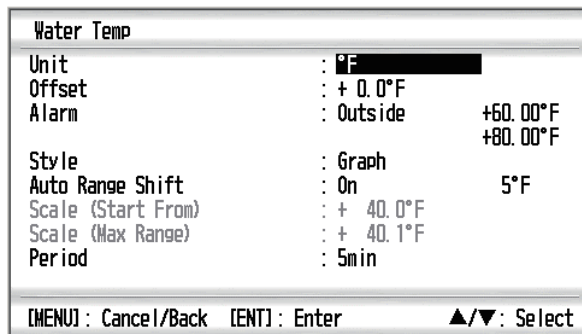 Water Temp
Unit : °F
Offset : + 0.0°F
Alarm : Outside +60.00°F
+80.00°F
Style : Graph
Auto Range Shift : On 5°F
Scale (Start From) : + 40.0°F
Scale (Max Range) : + 40.1°F
Period : 5min
[MENU]: Cancel/Back [ENT]: Enter ▲/▼: Select